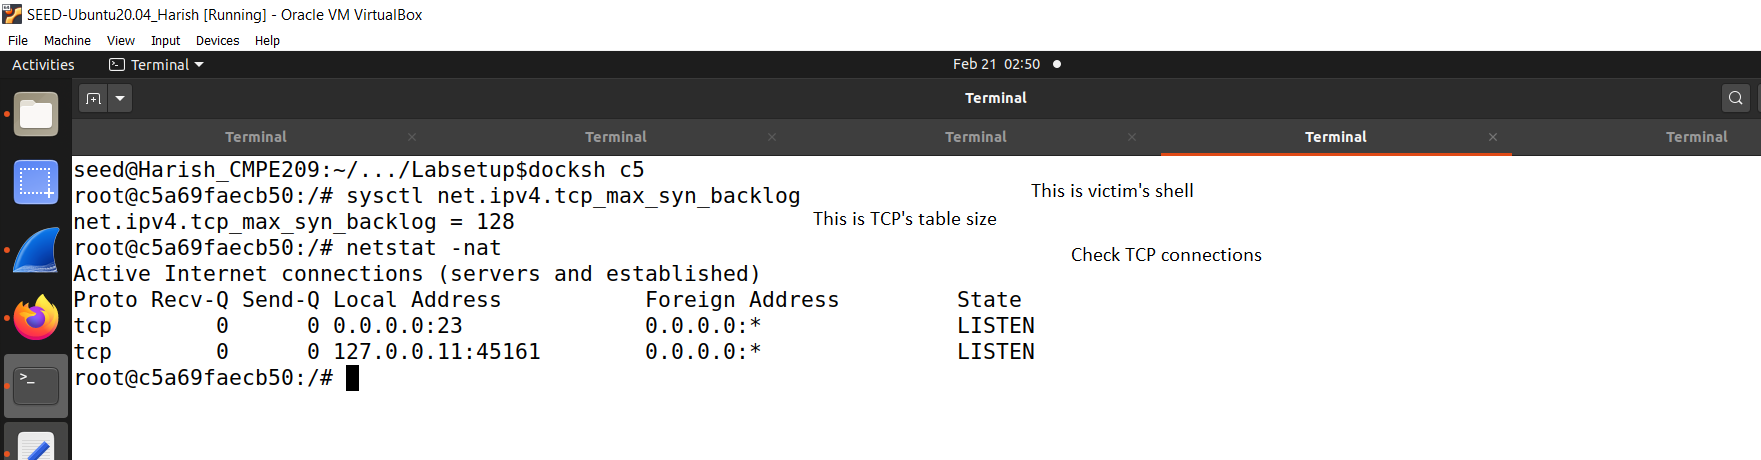 SEED-Ubuntu20.04_Harish [Running] - Oracle VM VirtualBox
File Machine View Input Devices Help
Activities Terminal Feb 21 02:50
Terminal
Terminal Terminal Terminal Terminal Terminal
seed@Harish_CMPE209:~/.../Labsetup$docksh c5
root@c5a69faecb50:/# sysctl net.ipv4.tcp_max_syn_backlog
This is victim's shell
net.ipv4.tcp_max_syn_backlog = 128
This is TCP's table size
root@c5a69faecb50:/# netstat -nat
Check TCP connections
Active Internet connections (servers and established)
Proto Recv-Q Send-Q Local Address Foreign Address State
tcp 0 0 0.0.0.0:23 0.0.0.0:* LISTEN
tcp 0 0 127.0.0.11:45161 0.0.0.0:* LISTEN
root@c5a69faecb50:/#